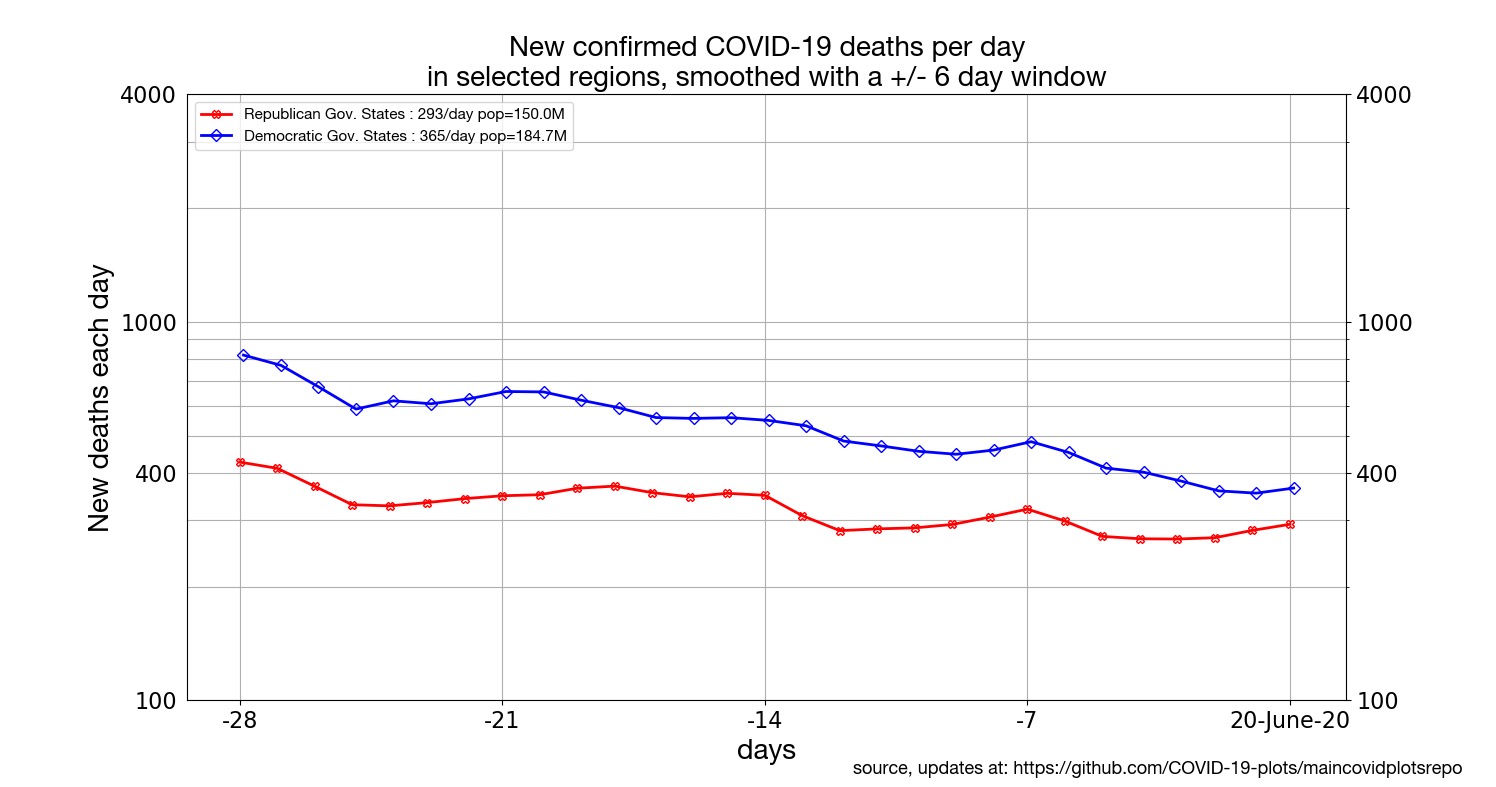 New confirmed COVID-19 deaths per day
in selected regions, smoothed with a +/- 6 day window
4000
4000
Republican Gov. States : 293/day pop=150.0M
Democratic Gov. States : 365/day pop=184.7M
New deaths each day
1000
1000
400
400
100
100
-28
-21
-14
-7
20-June-20
days
source, updates at: https://github.com/COVID-19-plots/maincovidplotsrepo